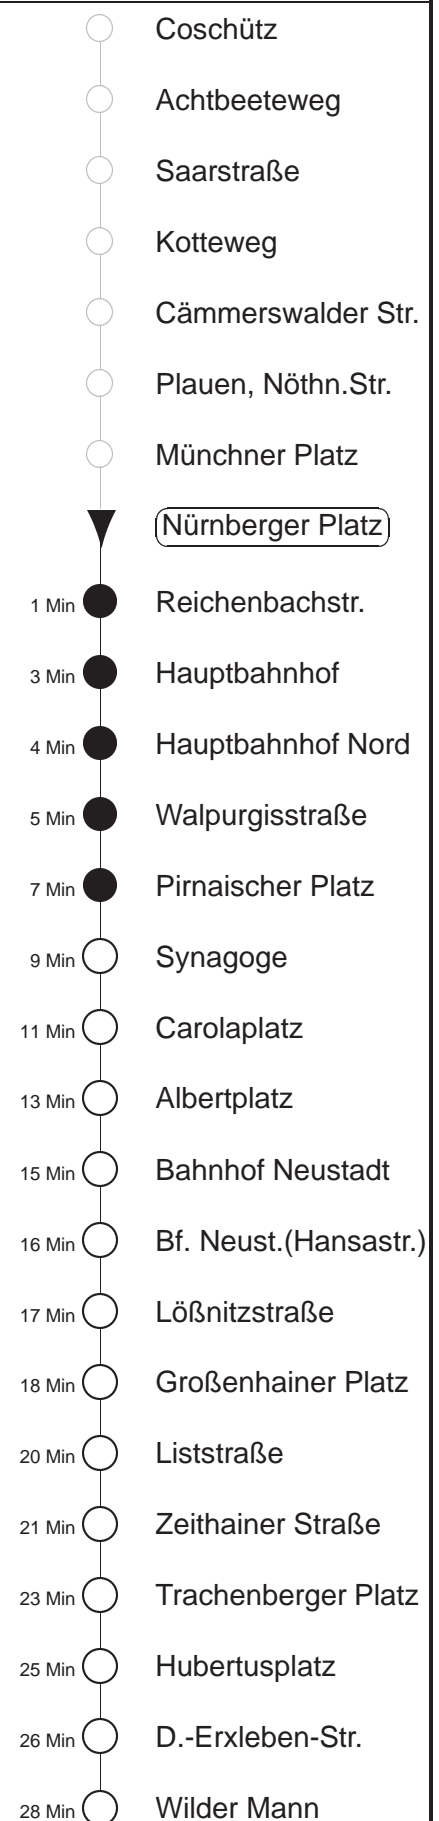 Coschütz
Achtbeeteweg
Saarstraße
Kotteweg
Cämmerswalder Str.
Plauen, Nöthn.Str.
Münchner Platz
Nürnberger Platz
1 Min Reichenbachstr.
3 Min Hauptbahnhof
4 Min Hauptbahnhof Nord
5 Min Walpurgisstraße
7 Min Pirnaischer Platz
9 Min Synagoge
11 Min Carolaplatz
13 Min Albertplatz
15 Min Bahnhof Neustadt
16 Min Bf. Neust.(Hansastr.)
17 Min Lößnitzstraße
18 Min Großenhainer Platz
20 Min Liststraße
21 Min Zeithainer Straße
23 Min Trachenberger Platz
25 Min Hubertusplatz
26 Min D.-Erxleben-Str.
28 Min Wilder Mann